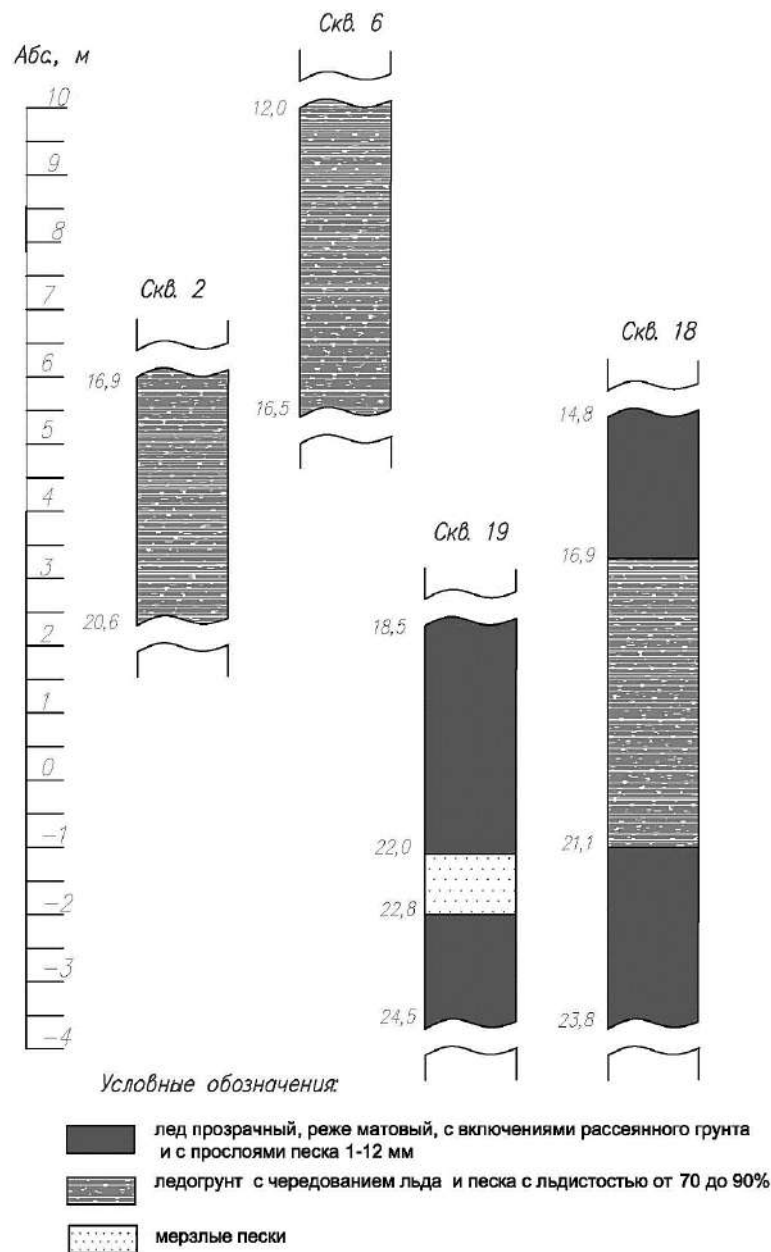 Скв. 6
Абс, м
10
12,0
9
8
Скв. 2
7
Скв. 18
6
16,9
14,8
16,5
5
4
Скв. 19
16,9
3
20,6
18,5
2
1
0
-1
22,0
21,1
-2
22,8
-3
24,5
23,8
-4
Условные обозначения:
лед прозрачный, реже матовый, с включениями рассеянного грунта
и с прослоями песка 1-12 мм
ледогрунт с чередованием льда и песка с льдистостью от 70 до 90%
мерзлые пески